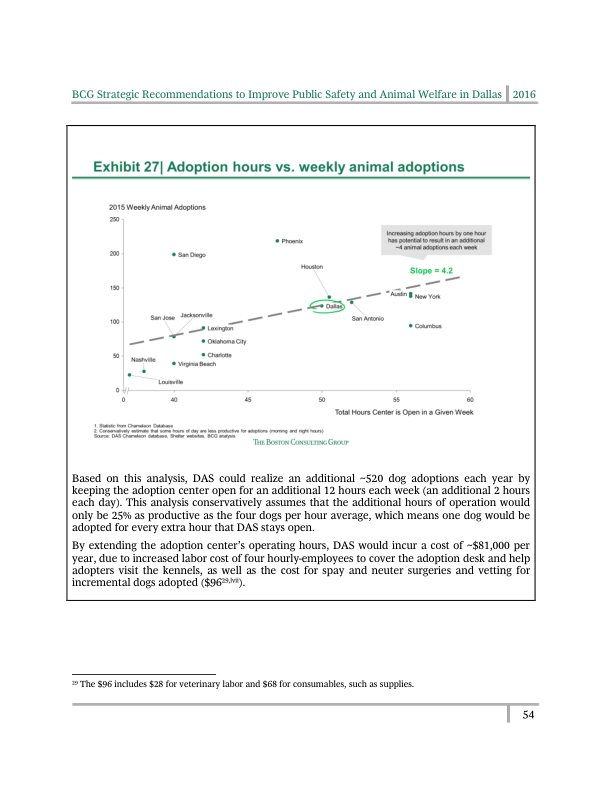 BCG Strategic Recommendations to Improve Public Safety and Animal Welfare in Dallas 2016
Exhibit 27| Adoption hours vs. weekly animal adoptions
2015 Weekly Animal Adoptions
250
200
150
100
50
0
Increasing adoption hours by one hour
has potential to result in an additional
~4 animal adoptions each week
Slope = 4.2
Phoenix
San Diego
Houston
Austin
New York
Dallas
San Antonio
Columbus
San Jose
Jacksonville
Lexington
Oklahoma City
Charlotte
Nashville
Virginia Beach
Louisville
0
40
45
50
55
60
Total Hours Center is Open in a Given Week
1. Statistic from Chameleon Database
2. Conservatively estimate that some hours of day are less productive for adoptions (morning and night hours)
Source: DAS Chameleon database, Shelter websites, BCG analysis
THE BOSTON CONSULTING GROUP
Based on this analysis, DAS could realize an additional ~520 dog adoptions each year by
keeping the adoption center open for an additional 12 hours each week (an additional 2 hours
each day). This analysis conservatively assumes that the additional hours of operation would
only be 25% as productive as the four dogs per hour average, which means one dog would be
adopted for every extra hour that DAS stays open.
By extending the adoption center's operating hours, DAS would incur a cost of ~$81,000 per
year, due to increased labor cost of four hourly-employees to cover the adoption desk and help
adopters visit the kennels, as well as the cost for spay and neuter surgeries and vetting for
incremental dogs adopted ($9629,lvii).
29 The $96 includes $28 for veterinary labor and $68 for consumables, such as supplies.
54